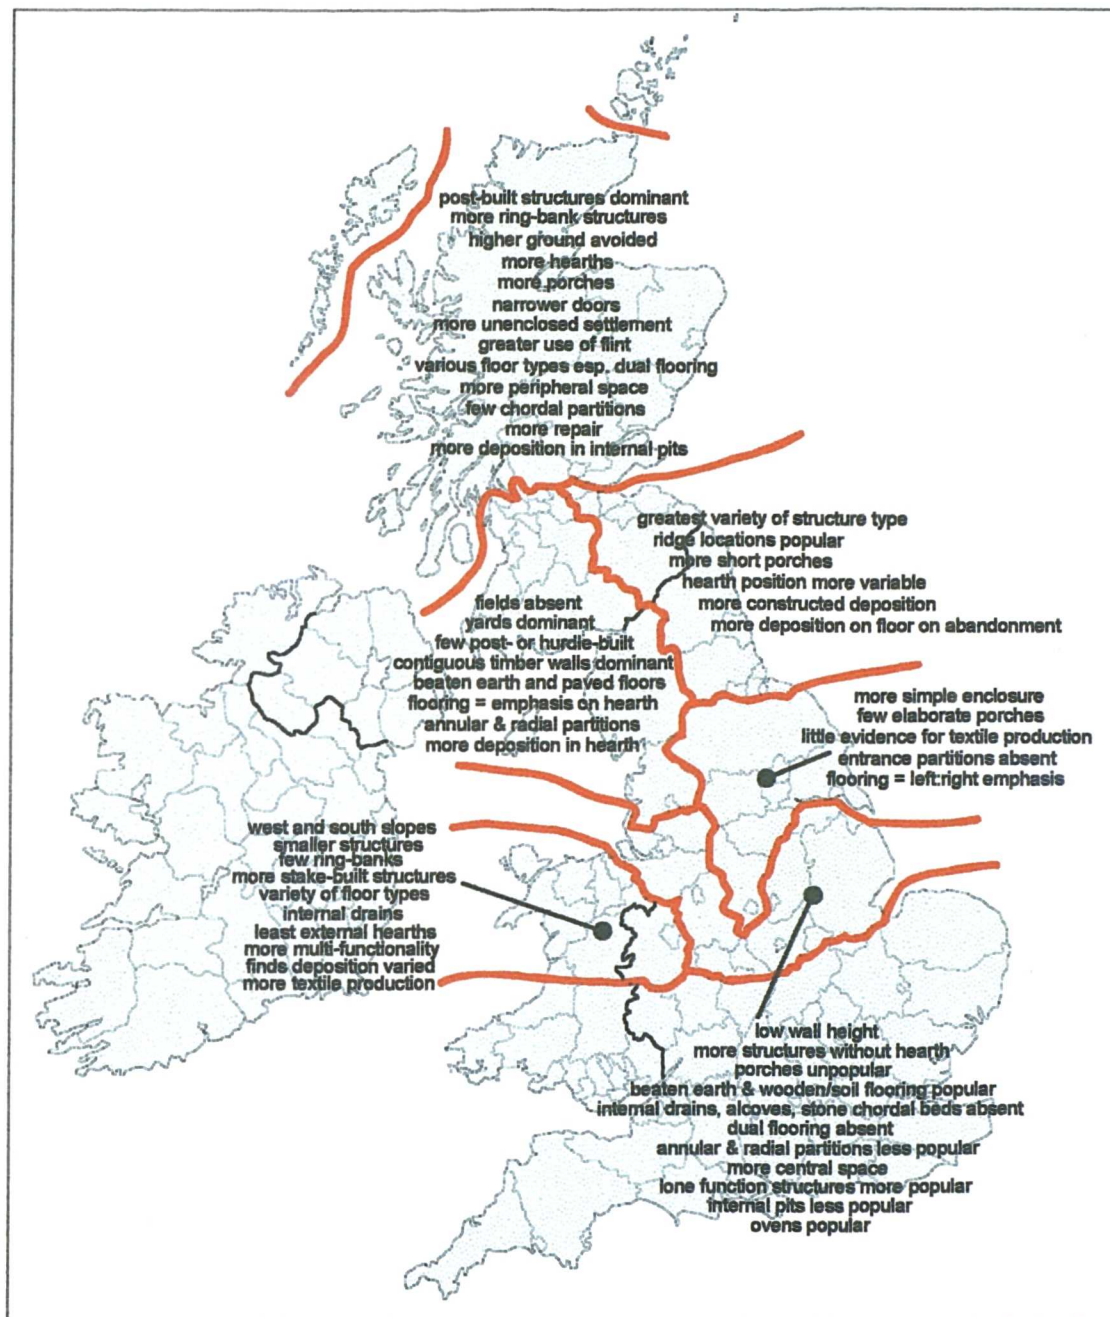 post-built structures dominant
more ring-bank structures
higher ground avoided
more hearths
more porches
narrower doors
more unenclosed settlement
greater use of flint
various floor types esp. dual flooring
more peripheral space
few chordal partitions
more repair
more deposition in internal pits
greatest variety of structure type
ridge locations popular
more short porches
hearth position more variable
more constructed deposition
more deposition on floor on abandonment
fields absent
yards dominant
few post- or hurdle-built
contiguous timber walls dominant
beaten earth and paved floors
flooring = emphasis on hearth
annular & radial partitions
more deposition in hearth
more simple enclosure
few elaborate porches
little evidence for textile production
entrance partitions absent
flooring = left:right emphasis
west and south slopes
smaller structures
few ring-banks
more stake-built structures
variety of floor types
internal drains
least external hearths
more multi-functionality
finds deposition varied
more textile production
low wall height
more structures without hearth
porches unpopular
beaten earth & wooden/soil flooring popular
internal drains, alcoves, stone chordal beds absent
dual flooring absent
annular & radial partitions less popular
more central space
lone function structures more popular
internal pits less popular
ovens popular